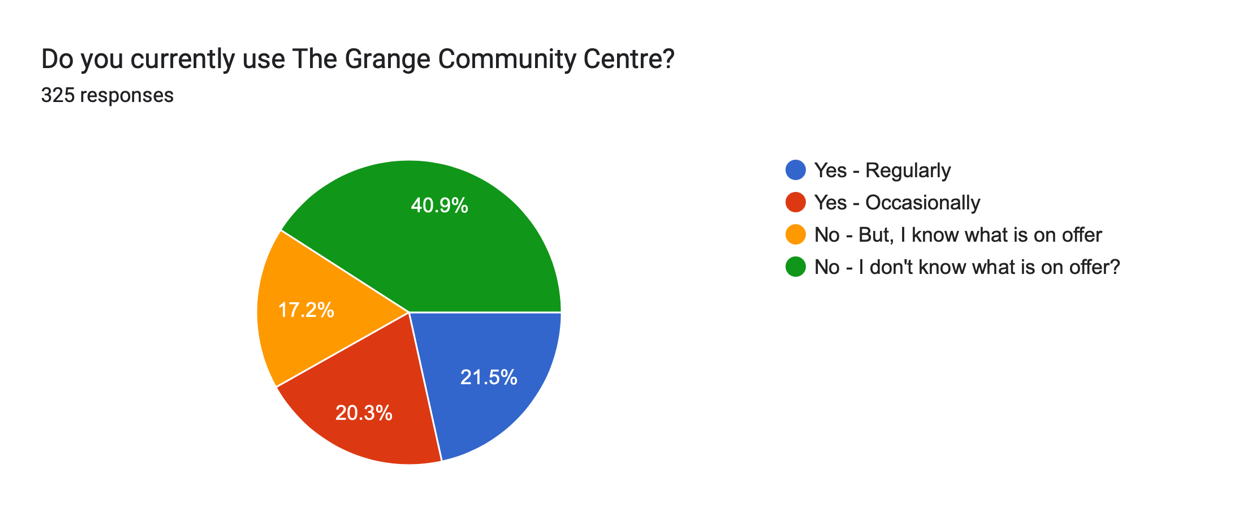 Do you currently use The Grange Community Centre?
325 responses
40.9%
17.2%
21.5%
20.3%
Yes - Regularly
Yes - Occasionally
No - But, I know what is on offer
No - I don't know what is on offer?